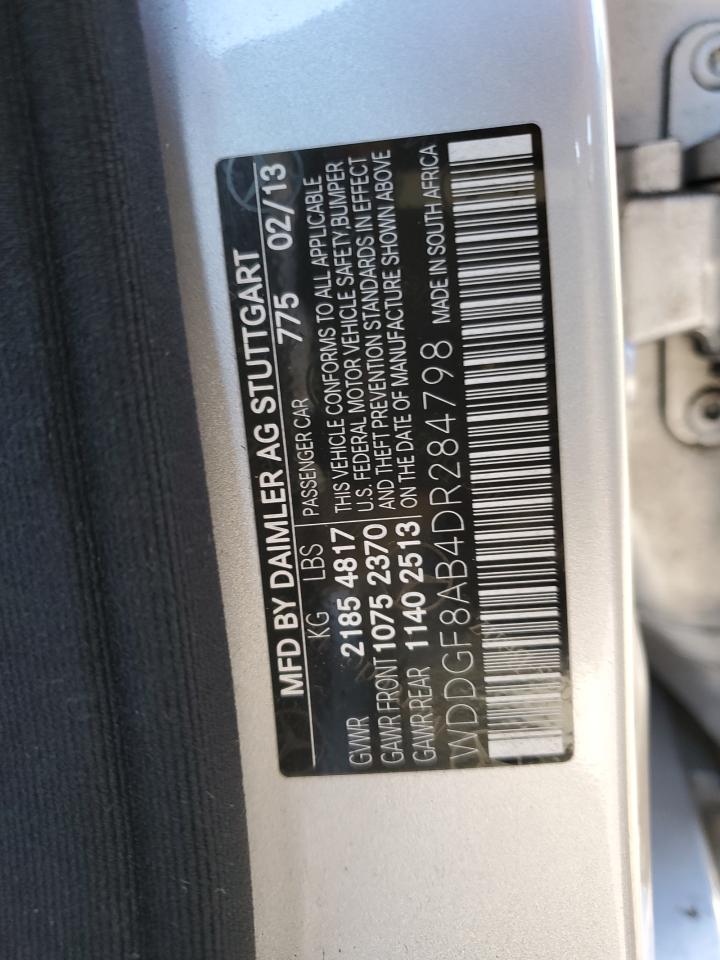 MFD BY DAIMLER AG STUTTGART
KG LBS PASSENGER CAR 775 02/13
GVWR 2185 4817 THIS VEHICLE CONFORMS TO ALL APPLICABLE
GAWR FRONT 1075 2370 U.S. FEDERAL MOTOR VEHICLE SAFETY,BUMPER
GAWR REAR 1140 2513 AND THEFT PREVENTION STANDARDS IN EFFECT
ON THE DATE OF MANUFACTURE SHOWN ABOVE
WDDGF8AB4DR284798 MADE IN SOUTH AFRICA